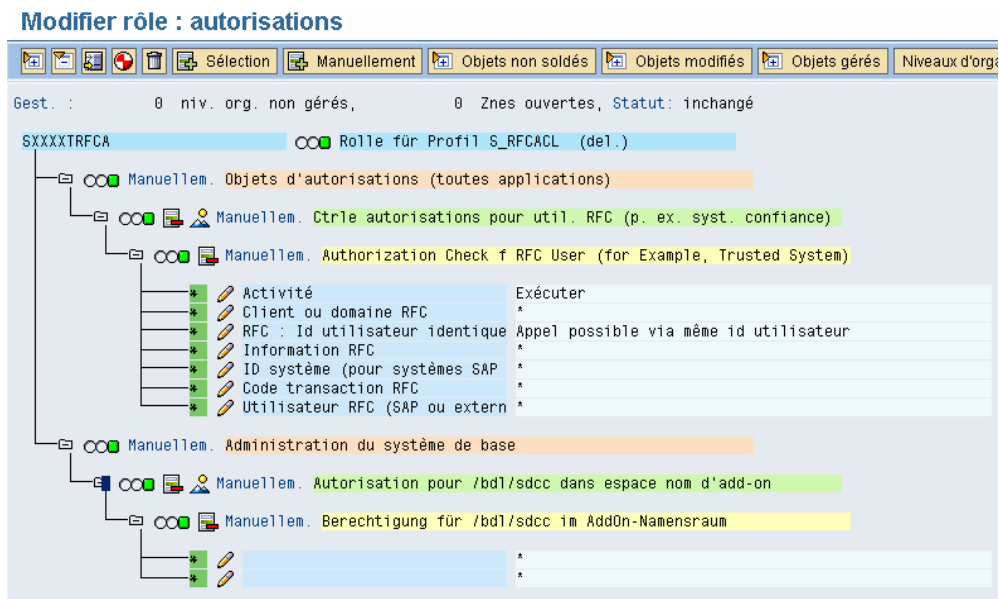 Modifier rôle : autorisations
Sélection Manuellement Objets non soldés Objets modifiés Objets gérés Niveaux d'orga
Gest. : 0 niv. org. non gérés, 0 Znes ouvertes, Statut: inchangé
SXXXXTRFCA Rolle für Profil S_RFCACL (del.)
Manuellem. Objets d'autorisations (toutes applications)
Manuellem. Ctrle autorisations pour util. RFC (p. ex. syst. confiance)
Manuellem. Authorization Check f RFC User (for Example, Trusted System)
* Activité Exécuter
* Client ou domaine RFC *
* RFC : Id utilisateur identique Appel possible via même id utilisateur
* Information RFC *
* ID système (pour systèmes SAP *
* Code transaction RFC *
* Utilisateur RFC (SAP ou extern *
Manuellem. Administration du système de base
Manuellem. Autorisation pour /bdl/sdcc dans espace nom d'add-on
Manuellem. Berechtigung für /bdl/sdcc im AddOn-Namensraum
* *
* *